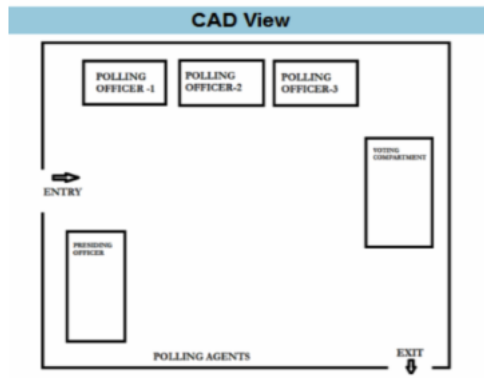 CAD View
POLLING
OFFICER -1
POLLING
OFFICER-2
POLLING
OFFICER-3
VOTING
COMPARTMENT
ENTRY
PRESIDING
OFFICER
POLLING AGENTS
EXIT